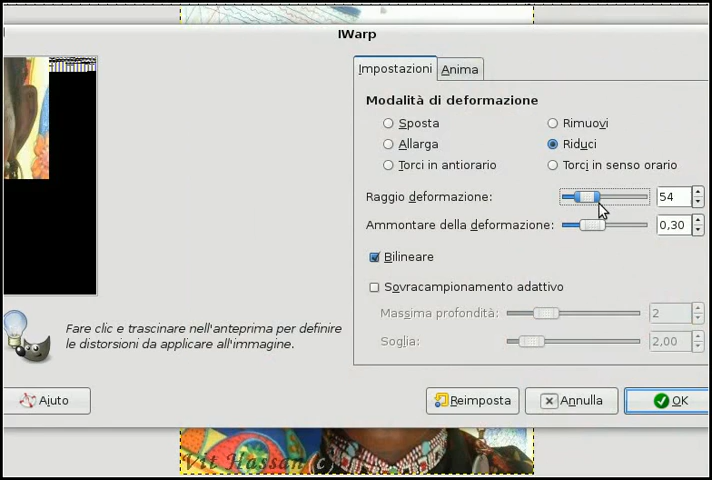 IWarp
Impostazioni Anima
Modalità di deformazione
Sposta Rimuovi
Allarga Riduci
Torci in antiorario Torci in senso orario
Raggio deformazione: 54
Ammontare della deformazione: 0,30
Bilineare
Sovracampionamento adattivo
Massima profondità: 2
Soglia: 2,00
Fare clic e trascinare nell'anteprima per definire
le distorsioni da applicare all'immagine.
Aiuto Reimposta Annulla OK
Vit Hassan (c)